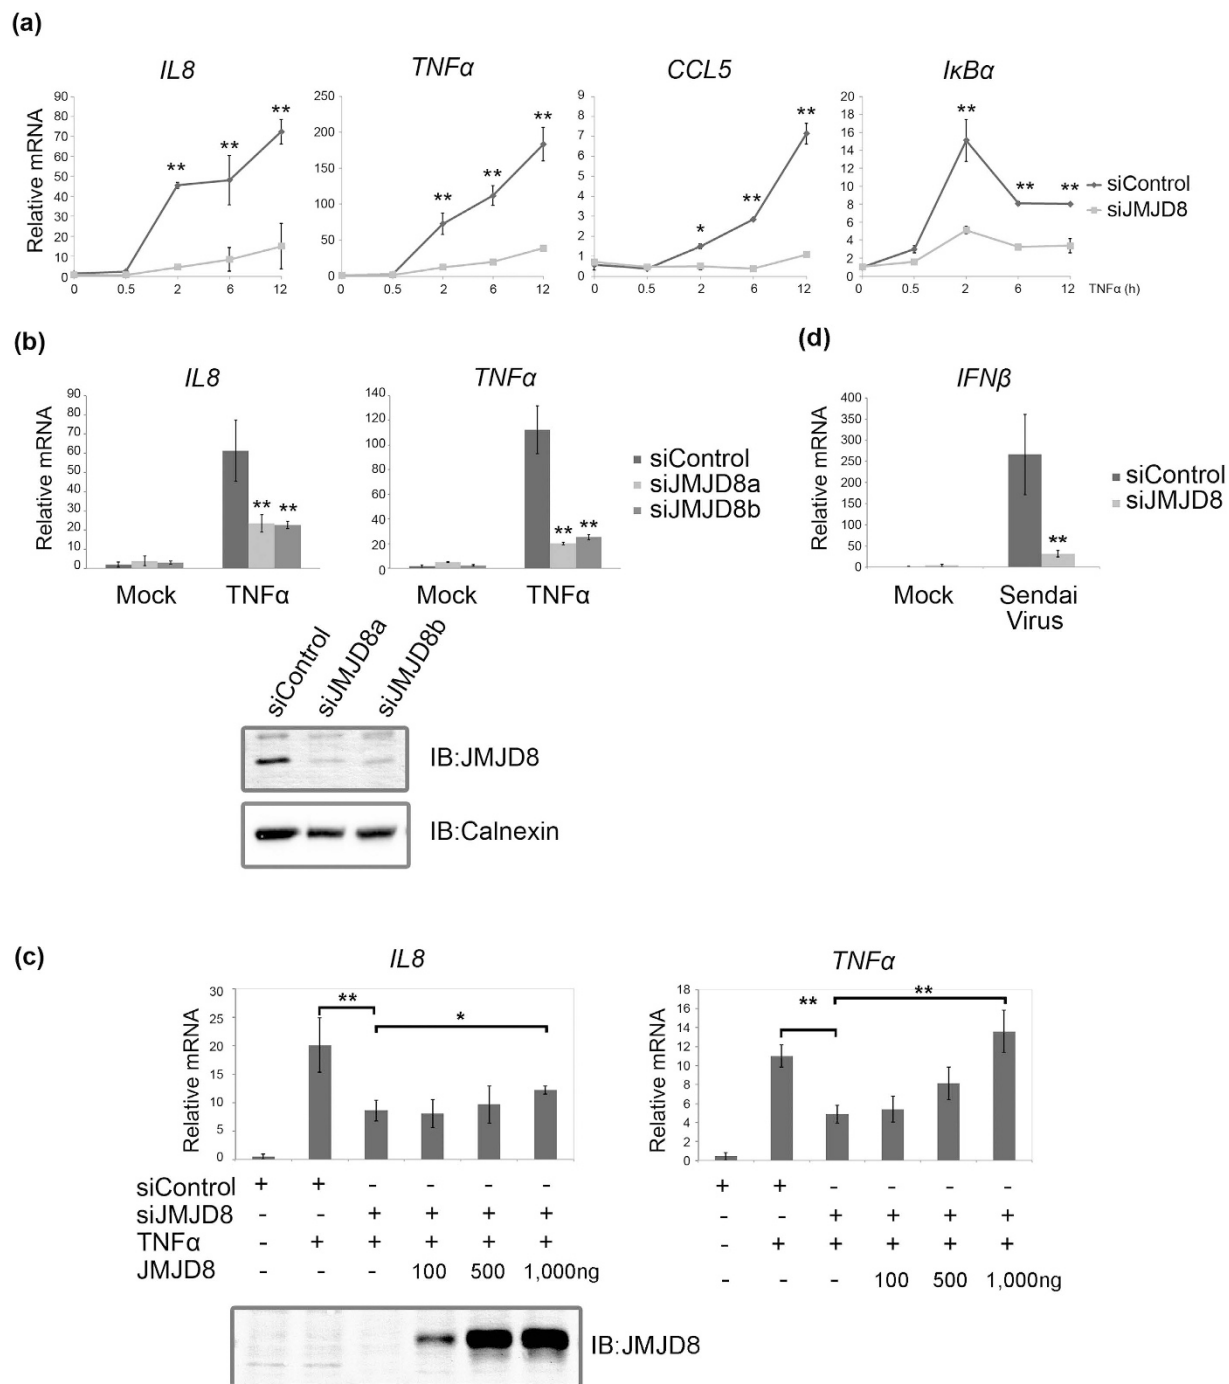 (a)
IL8
TNFα
CCL5
IκBα
Relative mRNA
90
80
70
60
50
40
30
20
10
0
** ** **
0 0.5 2 6 12
250
200
150
100
50
0
** ** **
0 0.5 2 6 12
9
8
7
6
5
4
3
2
1
0
* ** **
0 0.5 2 6 12
20
18
16
14
12
10
8
6
4
2
0
** ** **
0 0.5 2 6 12
TNFα (h)
siControl
siJMJD8
(b)
IL8
Relative mRNA
90
80
70
60
50
40
30
20
10
0
** **
Mock TNFα
TNFα
140
120
100
80
60
40
20
0
** **
Mock TNFα
siControl
siJMJD8a
siJMJD8b
siControl
siJMJD8a
siJMJD8b
IB:JMJD8
IB:Calnexin
(d)
IFNβ
Relative mRNA
400
350
300
250
200
150
100
50
0
**
Mock Sendai
Virus
siControl
siJMJD8
(c)
IL8
Relative mRNA
30
25
20
15
10
5
0
** *
siControl + + - - - -
siJMJD8 - - + + + +
TNFα - + + + + +
JMJD8 - - - 100 500 1,000ng
IB:JMJD8
TNFα
Relative mRNA
18
16
14
12
10
8
6
4
2
0
** **
+ + - - - -
- - + + + +
- + + + + +
- - - 100 500 1,000ng